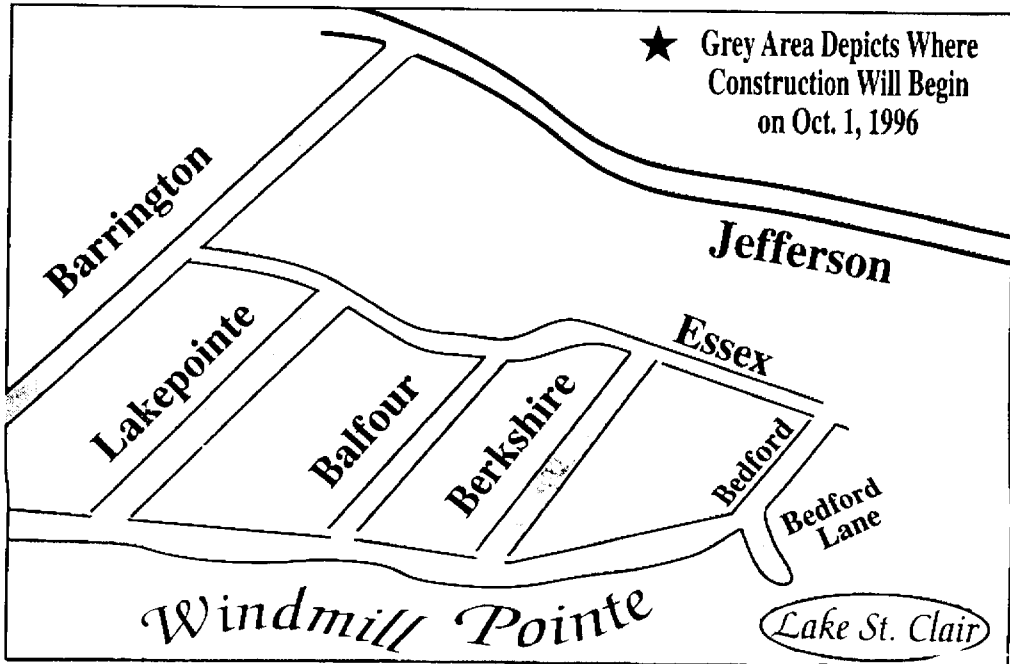 ★ Grey Area Depicts Where
Construction Will Begin
on Oct. 1, 1996
Barrington
Jefferson
Lakepointe
Essex
Balfour
Berkshire
Bedford
Bedford
Lane
Windmill Pointe
Lake St. Clair